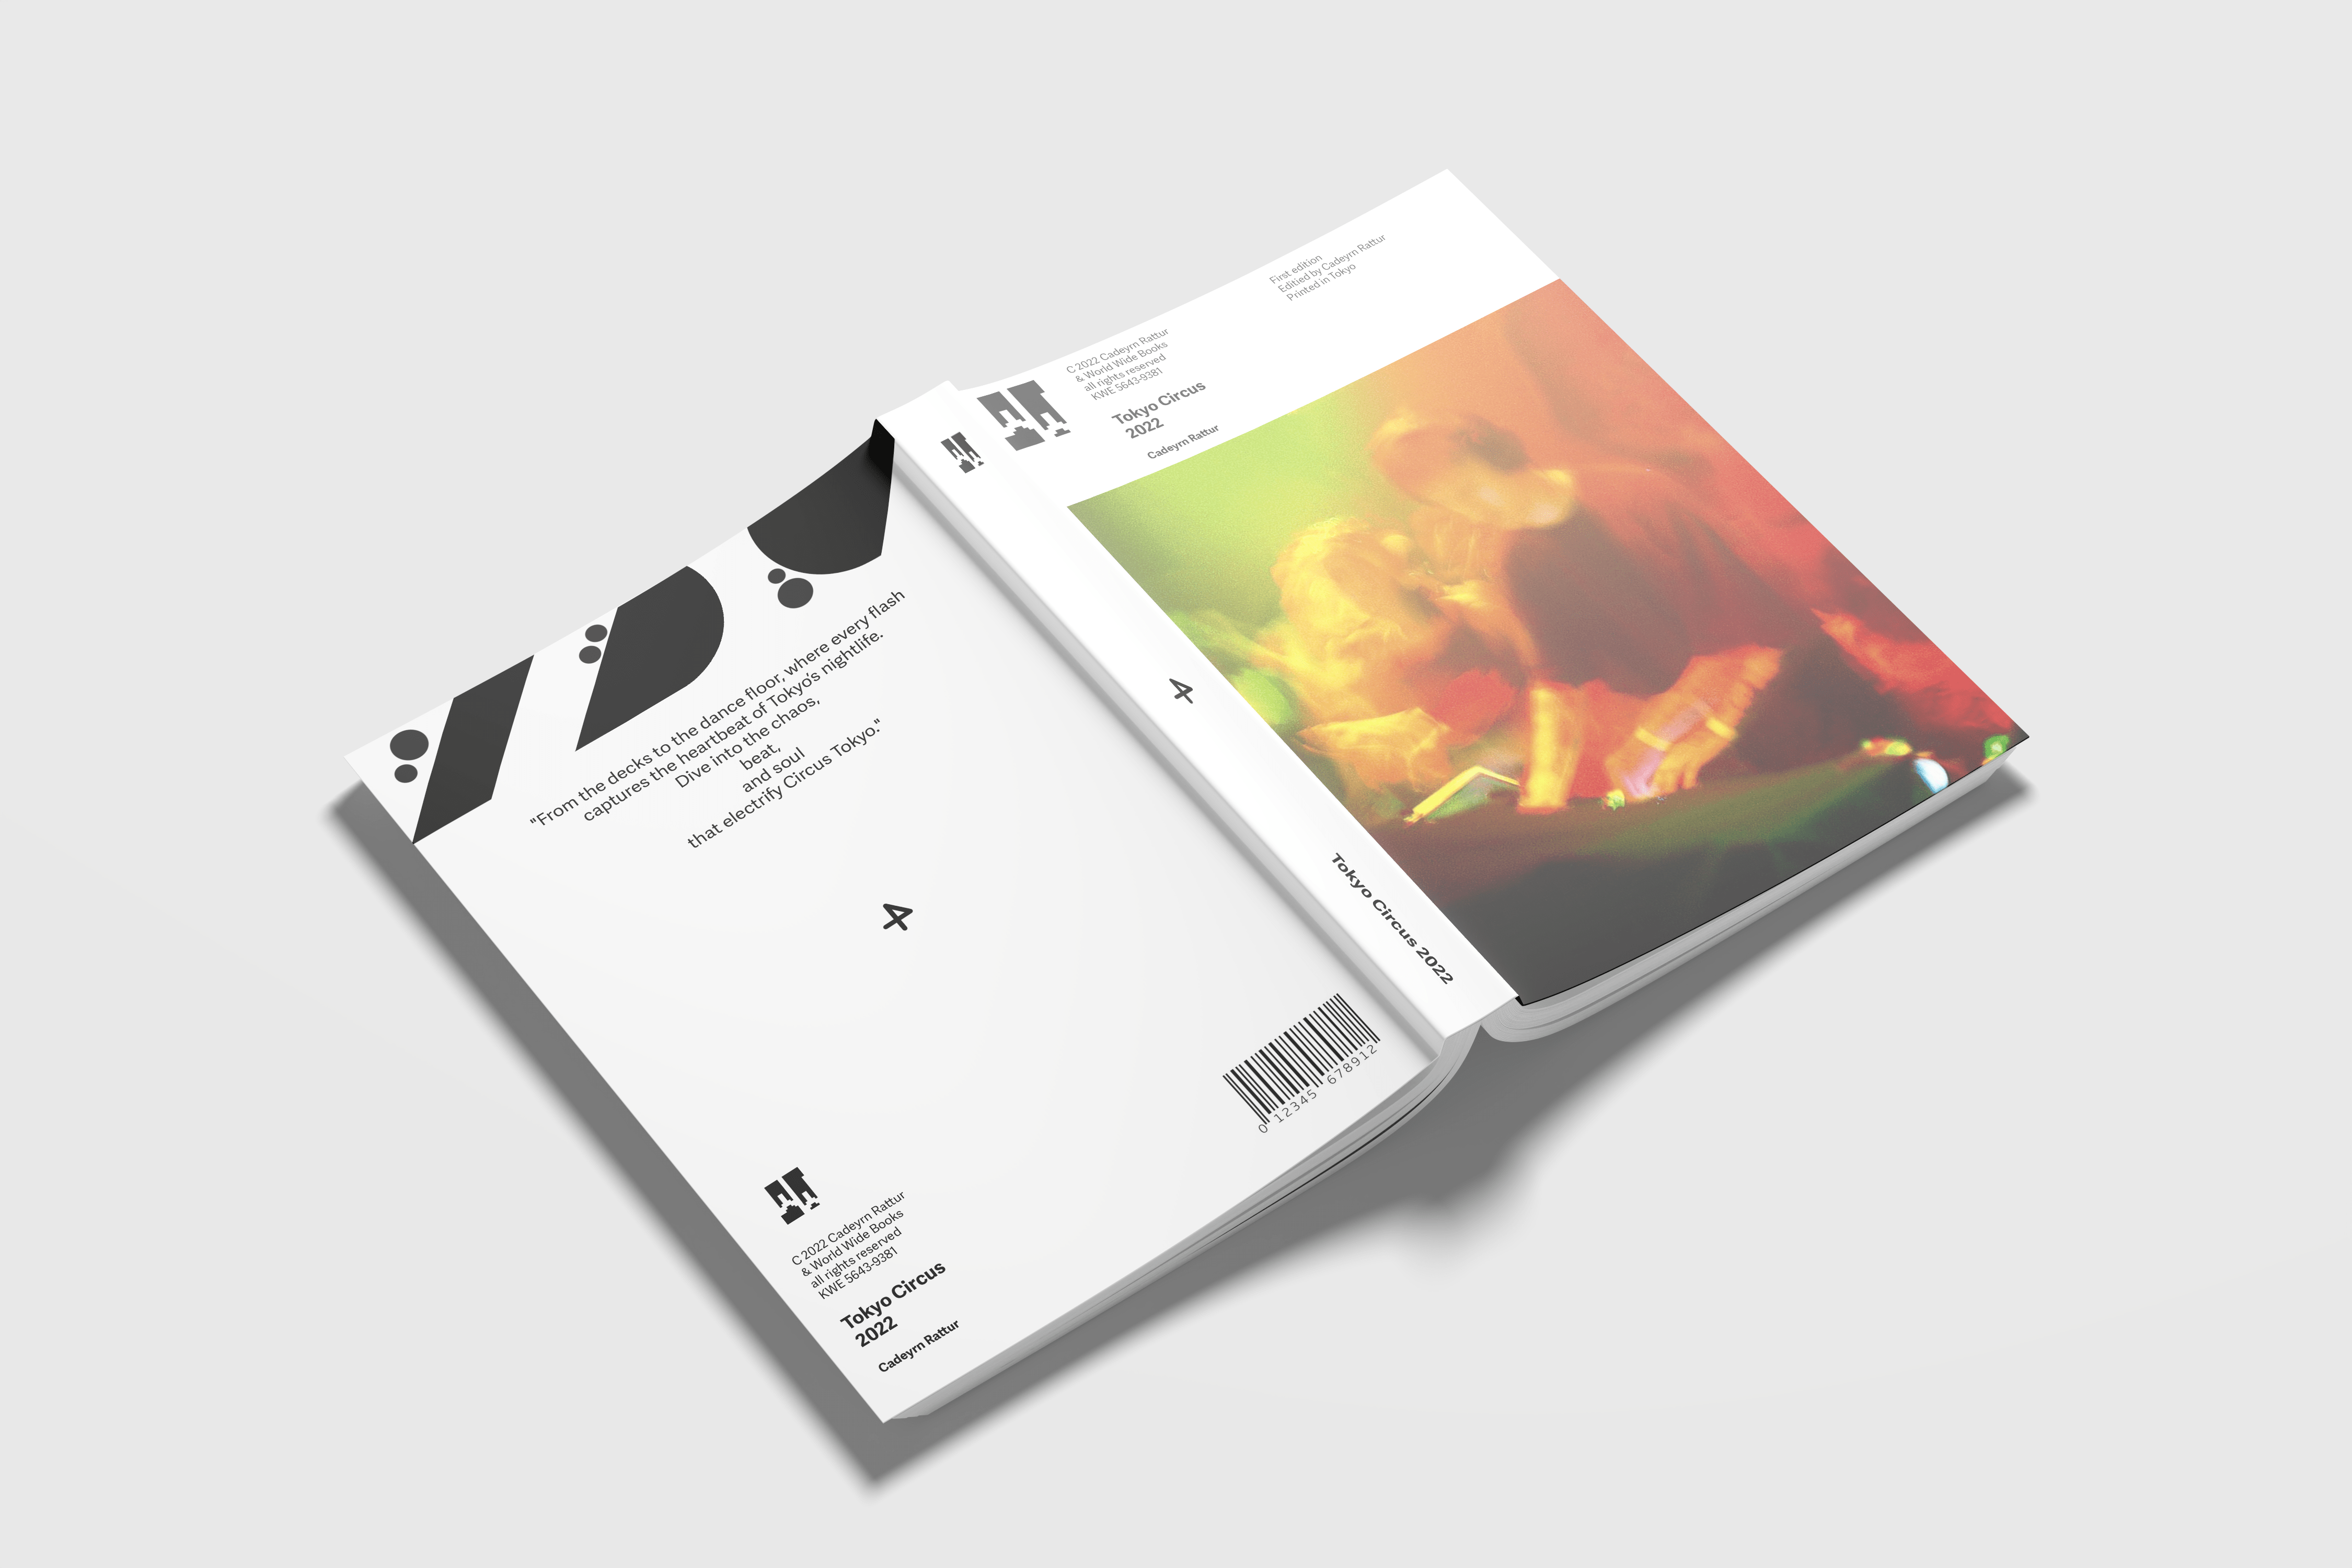 "From the decks to the dance floor, where every flash
captures the heartbeat of Tokyo's nightlife.
Dive into the chaos,
beat,
and soul
that electrify Circus Tokyo."
4
0 12345 678912
C 2022 Cadeyrn Rattur
& World Wide Books
all rights reserved
KWE 5643-9381
Tokyo Circus
2022
Cadeyrn Rattur
4
Tokyo Circus 2022
C 2022 Cadeyrn Rattur
& World Wide Books
all rights reserved
KWE 5643-9381
Tokyo Circus
2022
Cadeyrn Rattur
First edition
Editied by Cadeyrn Rattur
Printed in Tokyo